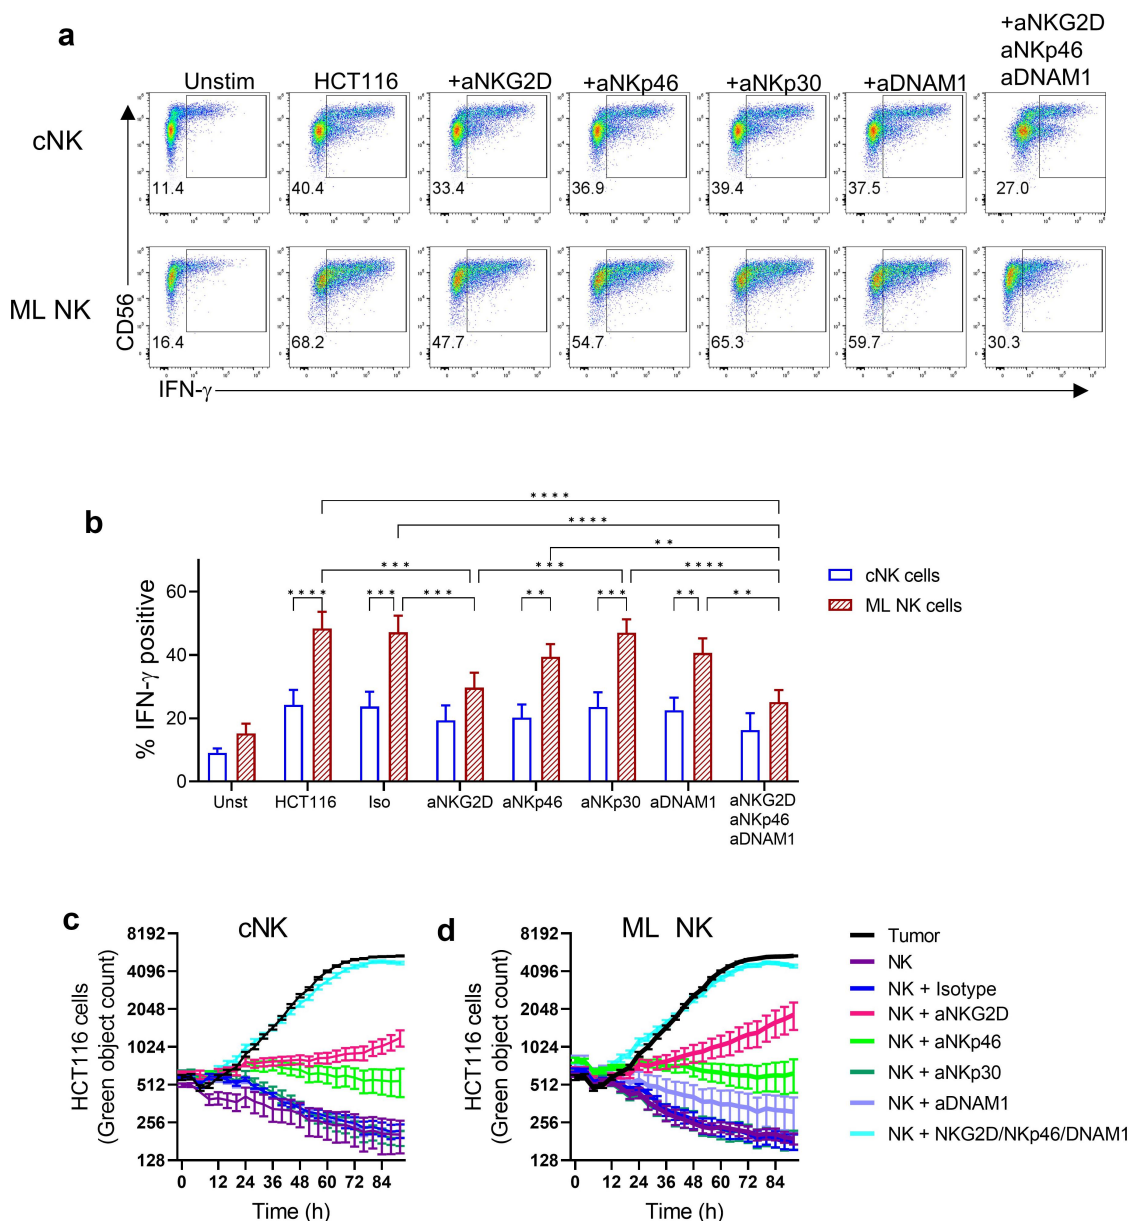 a
+aNKG2D
aNKp46
aDNAM1
Unstim HCT116 +aNKG2D +aNKp46 +aNKp30 +aDNAM1
cNK
11.4 40.4 33.4 36.9 39.4 37.5 27.0
ML NK
16.4 68.2 47.7 54.7 65.3 59.7 30.3
CD56
IFN-γ
b
% IFN-γ positive
60
40
20
0
****
****
**
*** *** ****
**** *** *** ** *** ** **
cNK cells
ML NK cells
Unst HCT116 Iso aNKG2D aNKp46 aNKp30 aDNAM1 aNKG2D
aNKp46
aDNAM1
c
cNK
HCT116 cells
(Green object count)
8192
4096
2048
1024
512
256
128
0 12 24 36 48 60 72 84
Time (h)
d
ML NK
HCT116 cells
(Green object count)
8192
4096
2048
1024
512
256
128
0 12 24 36 48 60 72 84
Time (h)
Tumor
NK
NK + Isotype
NK + aNKG2D
NK + aNKp46
NK + aNKp30
NK + aDNAM1
NK + NKG2D/NKp46/DNAM1